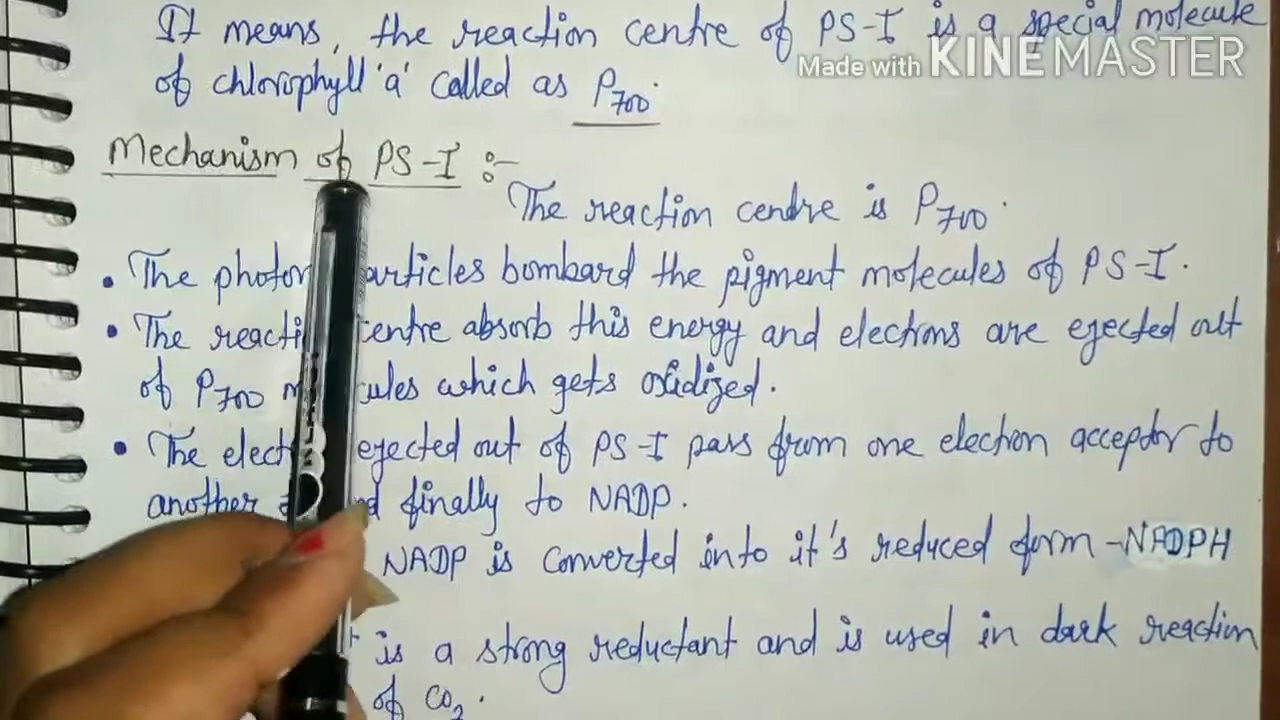 It means, the reaction centre of PS-I is a special molecule
Made with KINEMASTER
of chlorophyll 'a' called as P700.
Mechanism of PS-I :-
The reaction centre is P700.
• The photon particles bombard the pigment molecules of PS-I.
• The reaction centre absorb this energy and electrons are ejected out
of P700 molecules which gets oxidized.
• The electrons ejected out of PS-I pass from one electron acceptor to
another and finally to NADP.
NADP is converted into it's reduced form - NADPH
is a strong reductant and is used in dark reaction
of CO2.